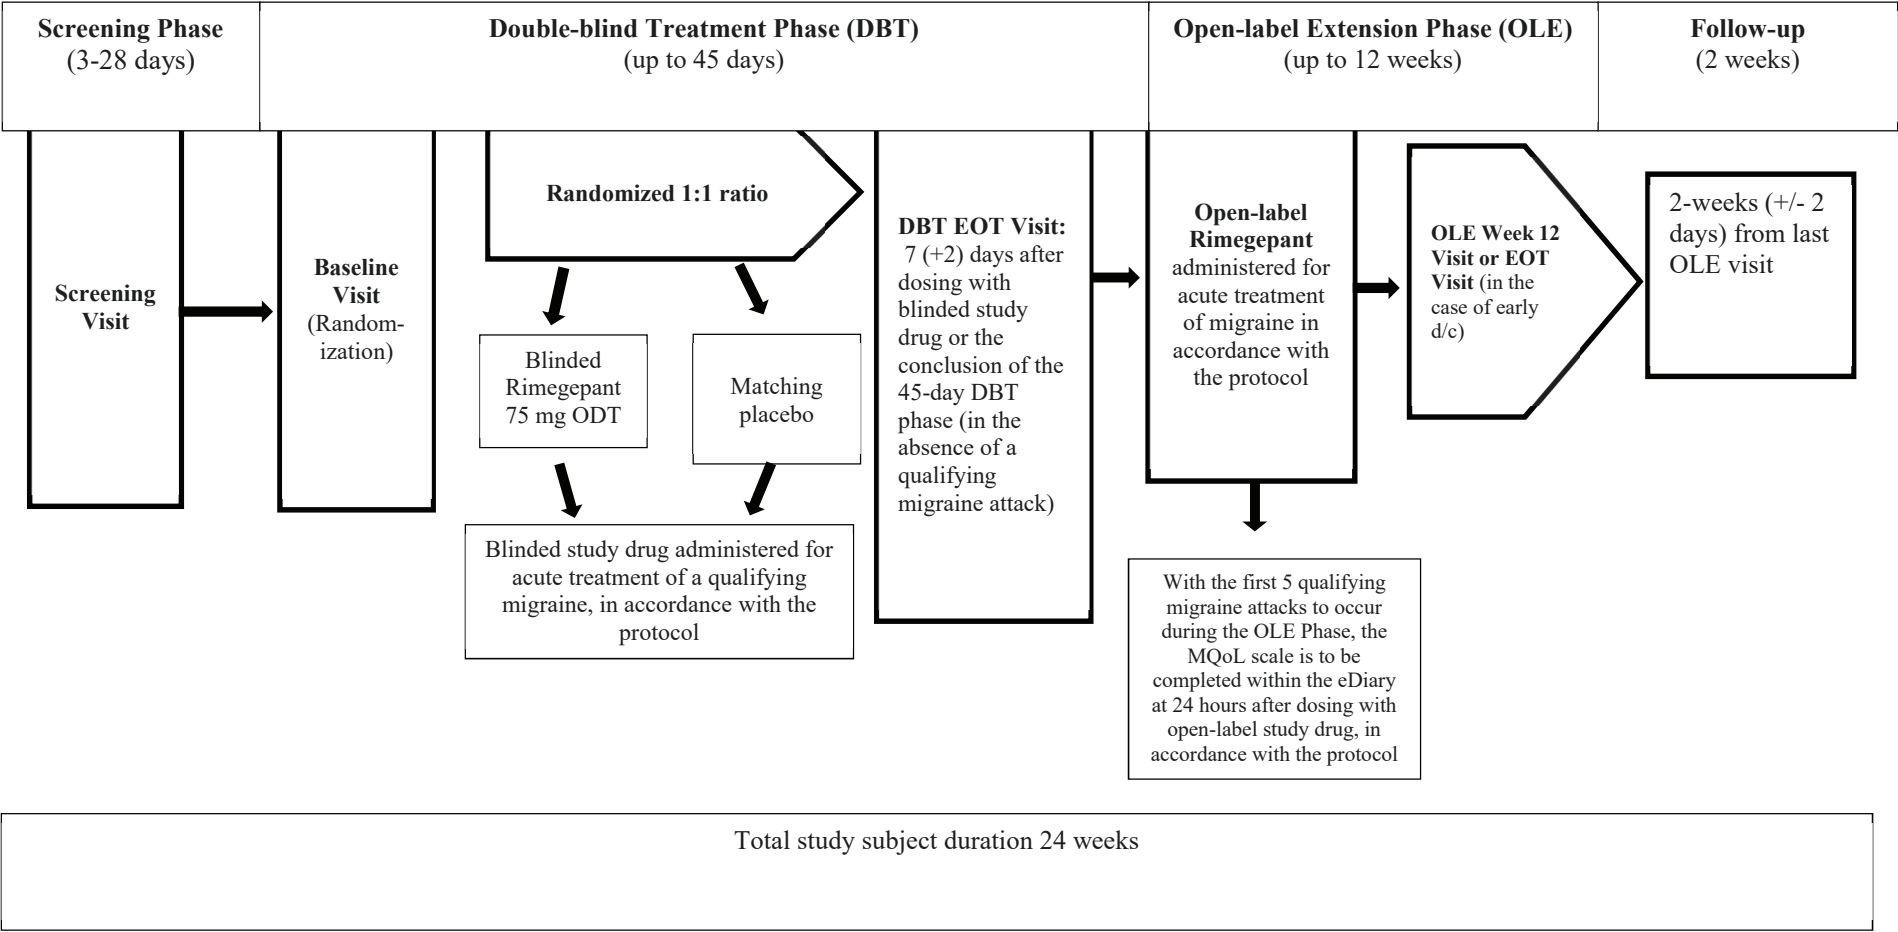 Screening Phase
(3-28 days)
Double-blind Treatment Phase (DBT)
(up to 45 days)
Open-label Extension Phase (OLE)
(up to 12 weeks)
Follow-up
(2 weeks)
Screening
Visit
Baseline
Visit
(Random-
ization)
Randomized 1:1 ratio
Blinded
Rimegepant
75 mg ODT
Matching
placebo
Blinded study drug administered for
acute treatment of a qualifying
migraine, in accordance with the
protocol
DBT EOT Visit:
7 (+2) days after
dosing with
blinded study
drug or the
conclusion of the
45-day DBT
phase (in the
absence of a
qualifying
migraine attack)
Open-label
Rimegepant
administered for
acute treatment
of migraine in
accordance with
the protocol
With the first 5 qualifying
migraine attacks to occur
during the OLE Phase, the
MQoL scale is to be
completed within the eDiary
at 24 hours after dosing with
open-label study drug, in
accordance with the protocol
OLE Week 12
Visit or EOT
Visit (in the
case of early
d/c)
2-weeks (+/- 2
days) from last
OLE visit
Total study subject duration 24 weeks